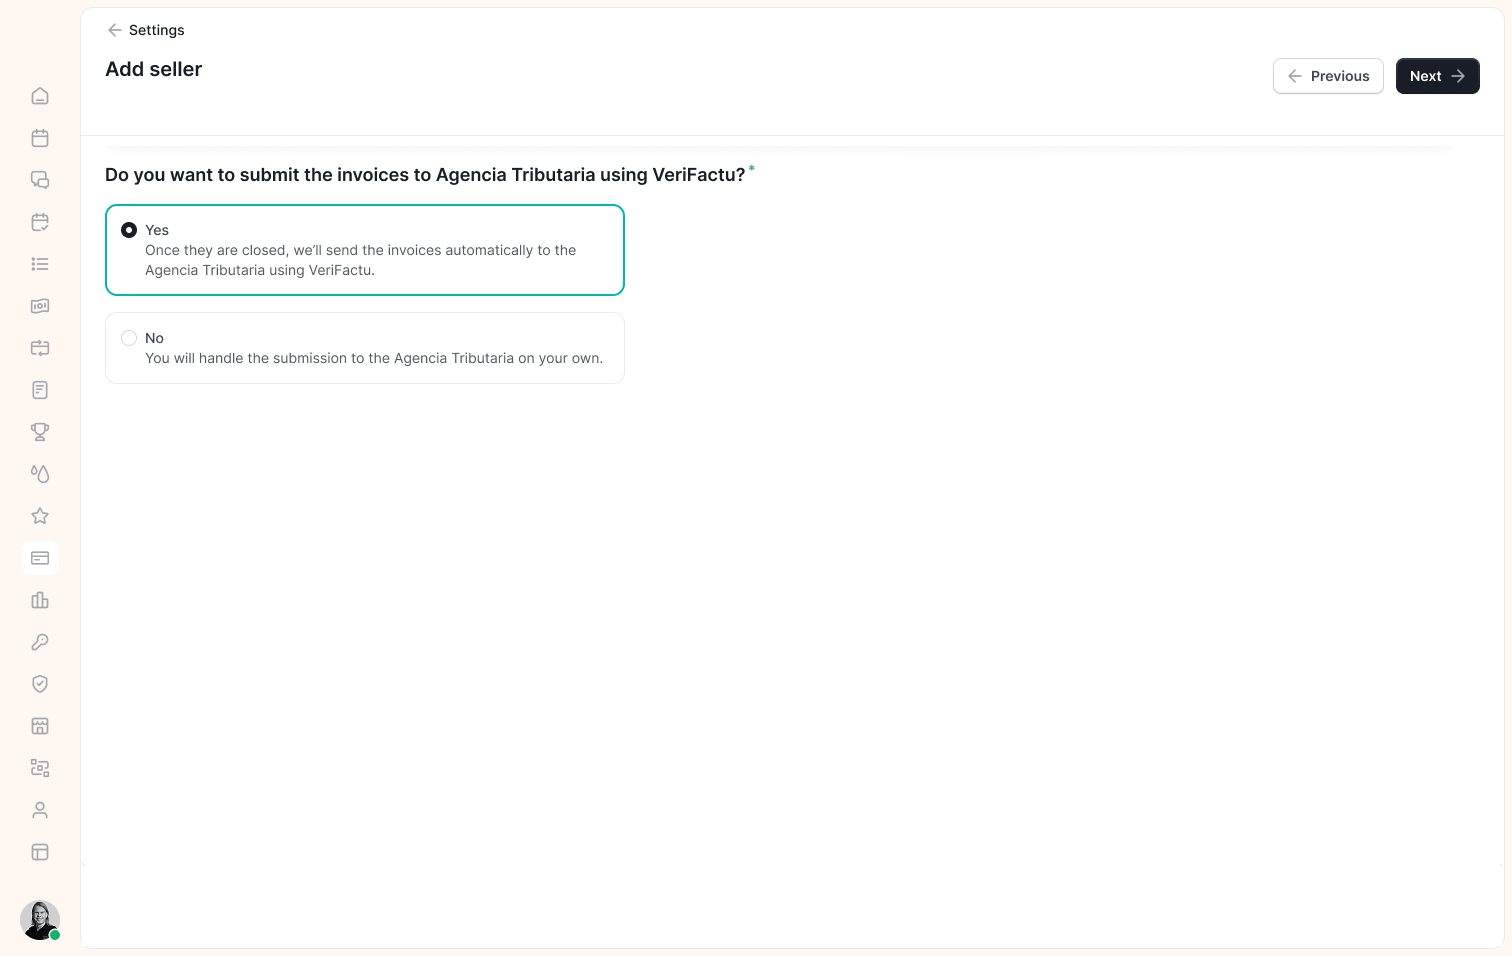 Settings
Add seller
Previous
Next
Do you want to submit the invoices to Agencia Tributaria using VeriFactu? *
Yes
Once they are closed, we’ll send the invoices automatically to the
Agencia Tributaria using VeriFactu.
No
You will handle the submission to the Agencia Tributaria on your own.